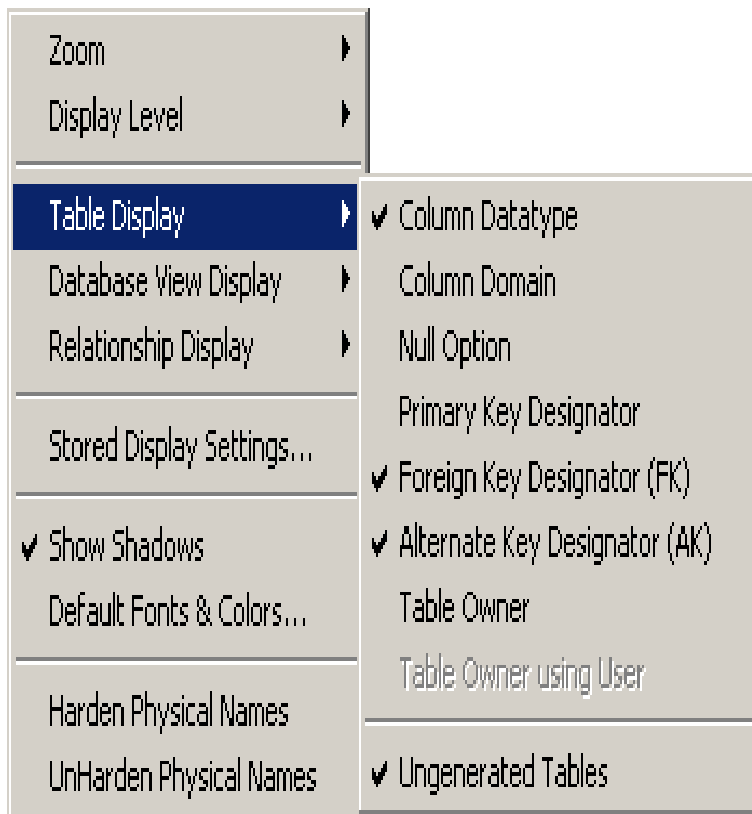 Zoom
Display Level
Table Display
Database View Display
Relationship Display
Stored Display Settings...
Show Shadows
Default Fonts & Colors...
Harden Physical Names
UnHarden Physical Names
Column Datatype
Column Domain
Null Option
Primary Key Designator
Foreign Key Designator (FK)
Alternate Key Designator (AK)
Table Owner
Table Owner using User
Ungenerated Tables